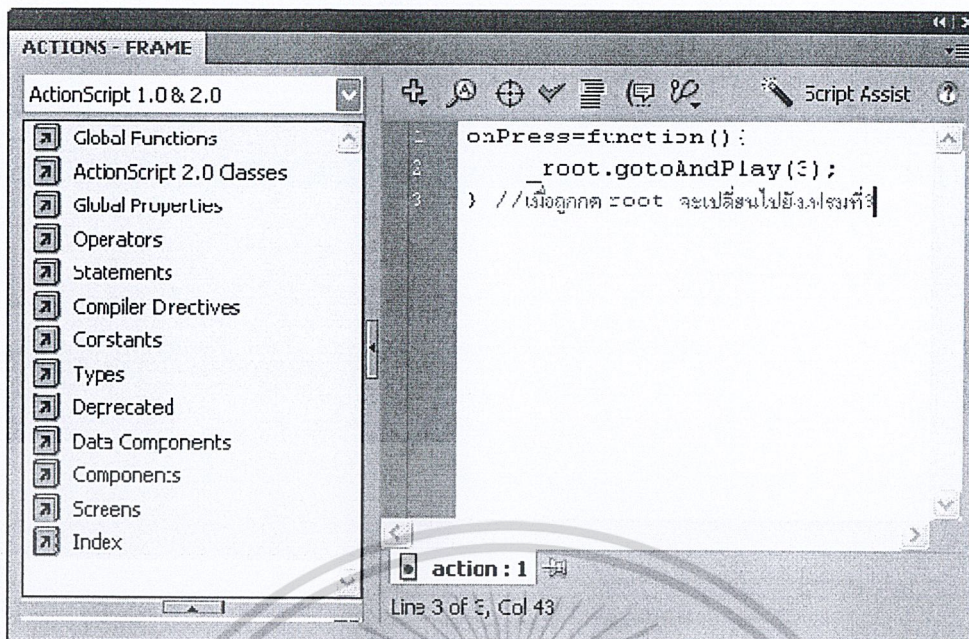 ACTIONS - FRAME
ActionScript 1.0 & 2.0
Global Functions
ActionScript 2.0 Classes
Global Properties
Operators
Statements
Compiler Directives
Constants
Types
Deprecated
Data Components
Components
Screens
Index
Script Assist
1 onPress=function(){
2 _root.gotoAndPlay(3);
3 } //เมื่อถูกกด root จะเปลี่ยนไปยังเฟรมที่3
action : 1
Line 3 of 3, Col 43